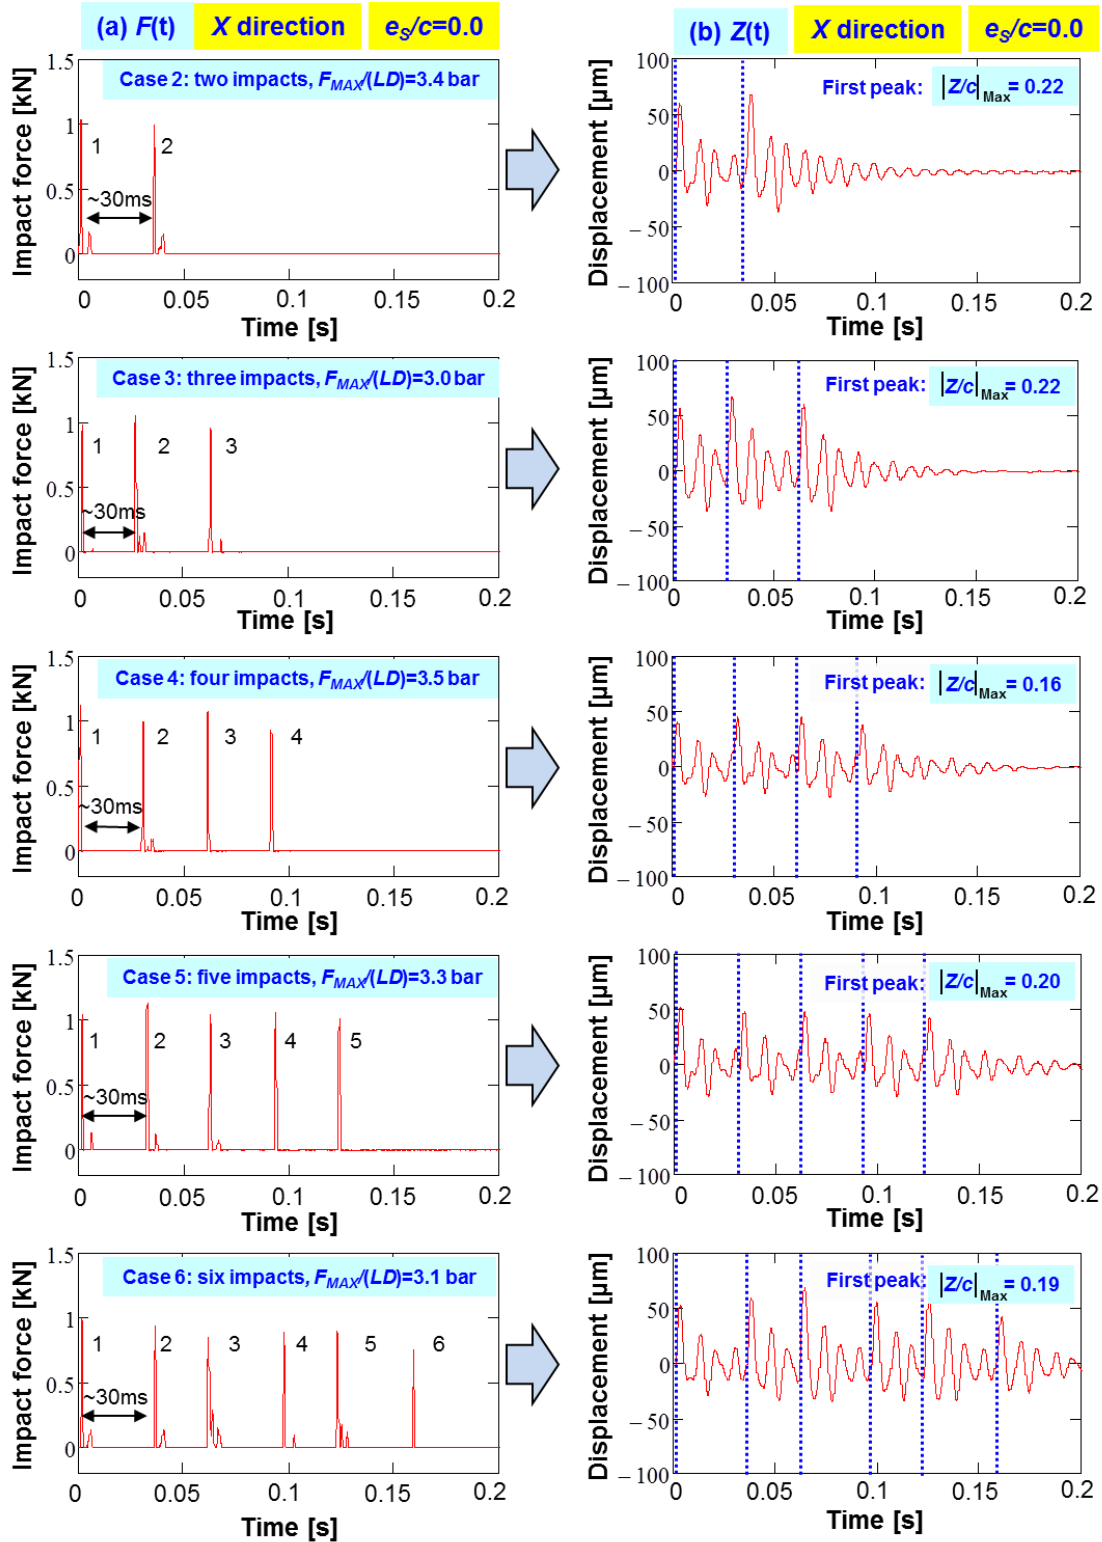 (a) F(t) X direction e_S/c=0.0
(b) Z(t) X direction e_S/c=0.0
Case 2: two impacts, F_MAX/(LD)=3.4 bar
Impact force [kN]
1.5
1
0.5
0
1 2
~30ms
0 0.05 0.1 0.15 0.2
Time [s]
First peak: |Z/c|Max = 0.22
Displacement [µm]
100
50
0
−50
−100
0 0.05 0.1 0.15 0.2
Time [s]
Case 3: three impacts, F_MAX/(LD)=3.0 bar
Impact force [kN]
1.5
1
0.5
0
1 2 3
~30ms
0 0.05 0.1 0.15 0.2
Time [s]
First peak: |Z/c|Max = 0.22
Displacement [µm]
100
50
0
−50
−100
0 0.05 0.1 0.15 0.2
Time [s]
Case 4: four impacts, F_MAX/(LD)=3.5 bar
Impact force [kN]
1.5
1
0.5
0
1 2 3 4
~30ms
0 0.05 0.1 0.15 0.2
Time [s]
First peak: |Z/c|Max = 0.16
Displacement [µm]
100
50
0
−50
−100
0 0.05 0.1 0.15 0.2
Time [s]
Case 5: five impacts, F_MAX/(LD)=3.3 bar
Impact force [kN]
1.5
1
0.5
0
1 2 3 4 5
~30ms
0 0.05 0.1 0.15 0.2
Time [s]
First peak: |Z/c|Max = 0.20
Displacement [µm]
100
50
0
−50
−100
0 0.05 0.1 0.15 0.2
Time [s]
Case 6: six impacts, F_MAX/(LD)=3.1 bar
Impact force [kN]
1.5
1
0.5
0
1 2 3 4 5 6
~30ms
0 0.05 0.1 0.15 0.2
Time [s]
First peak: |Z/c|Max = 0.19
Displacement [µm]
100
50
0
−50
−100
0 0.05 0.1 0.15 0.2
Time [s]